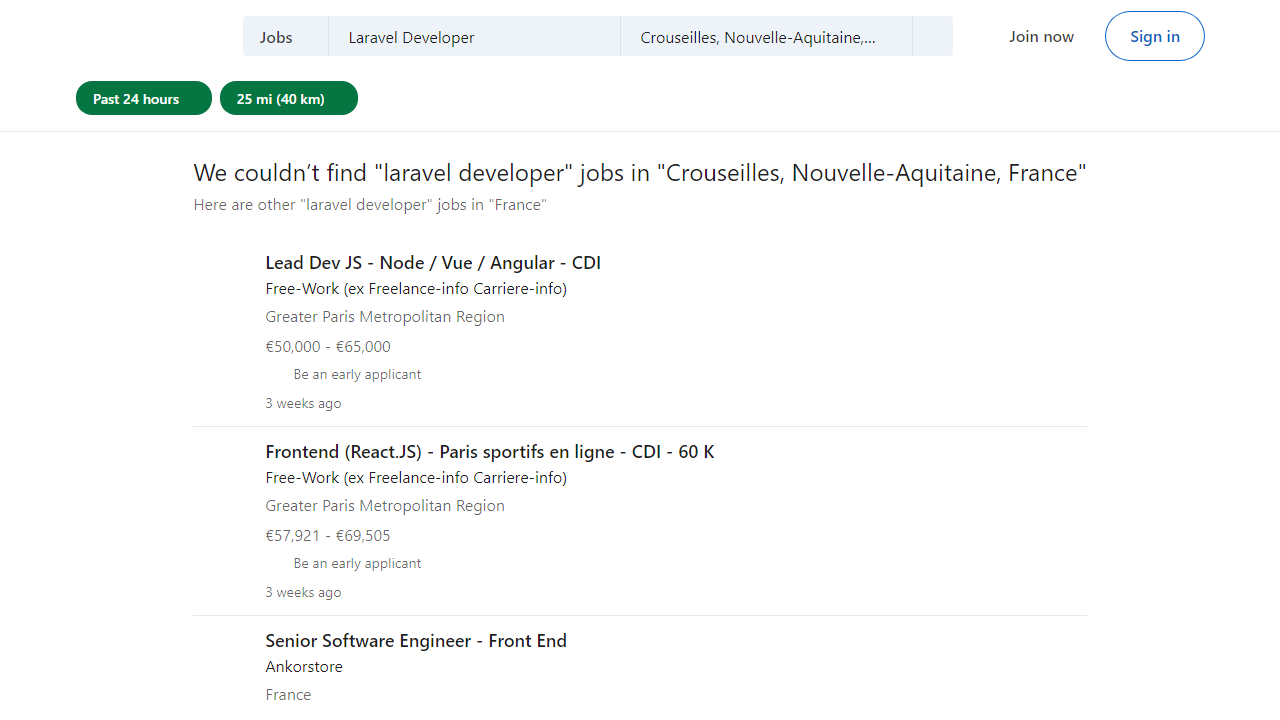 Jobs
Laravel Developer
Crouseilles, Nouvelle-Aquitaine,...
Join now
Sign in
Past 24 hours
25 mi (40 km)
We couldn’t find "laravel developer" jobs in "Crouseilles, Nouvelle-Aquitaine, France"
Here are other "laravel developer" jobs in "France"
Lead Dev JS - Node / Vue / Angular - CDI
Free-Work (ex Freelance-info Carriere-info)
Greater Paris Metropolitan Region
€50,000 - €65,000
Be an early applicant
3 weeks ago
Frontend (React.JS) - Paris sportifs en ligne - CDI - 60 K
Free-Work (ex Freelance-info Carriere-info)
Greater Paris Metropolitan Region
€57,921 - €69,505
Be an early applicant
3 weeks ago
Senior Software Engineer - Front End
Ankorstore
France